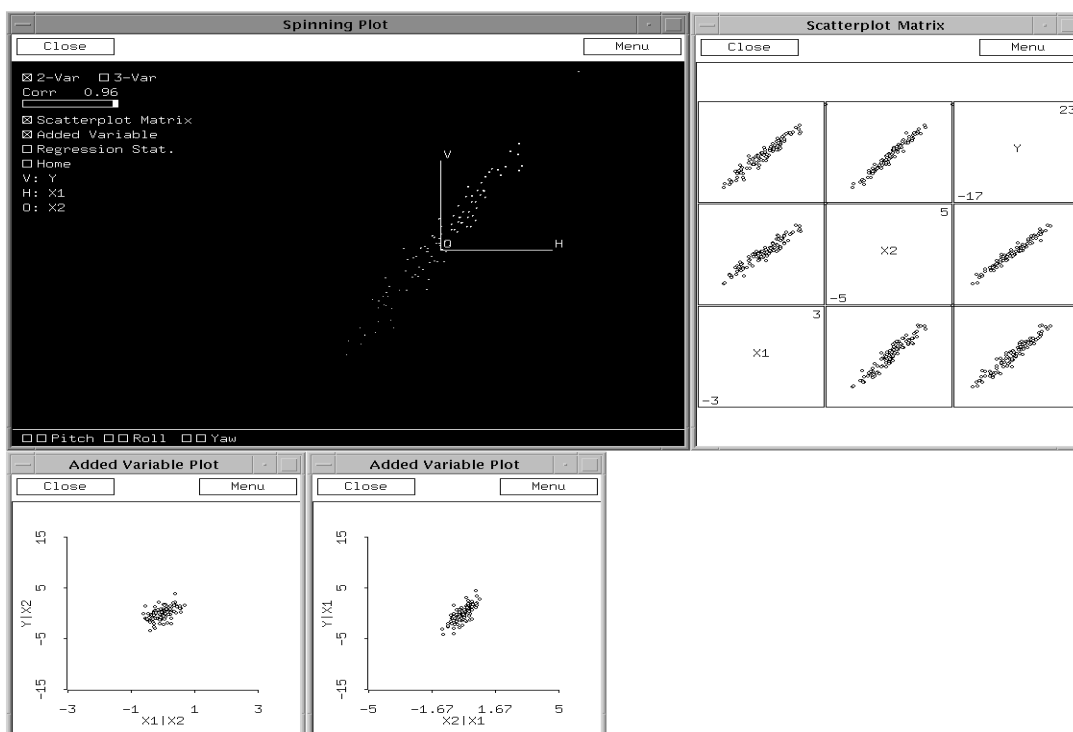 Spinning Plot
Close Menu
2-Var 3-Var
Corr 0.96
Scatterplot Matrix
Added Variable
Regression Stat.
Home
V: Y
H: X1
O: X2
V
O
H
Pitch Roll Yaw
Scatterplot Matrix
Close Menu
23
Y
-17
5
X2
-5
3
X1
-3
Added Variable Plot
Close Menu
15
5
-5
-15
Y|X2
-3 -1 1 3
X1|X2
Added Variable Plot
Close Menu
15
5
-5
-15
Y|X1
-5 -1.67 1.67 5
X2|X1